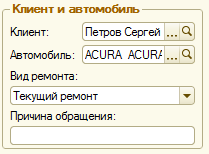 Клиент и автомобиль
Клиент: Петров Сергей ...
Автомобиль: ACURA ACURA ...
Вид ремонта:
Текущий ремонт
Причина обращения: